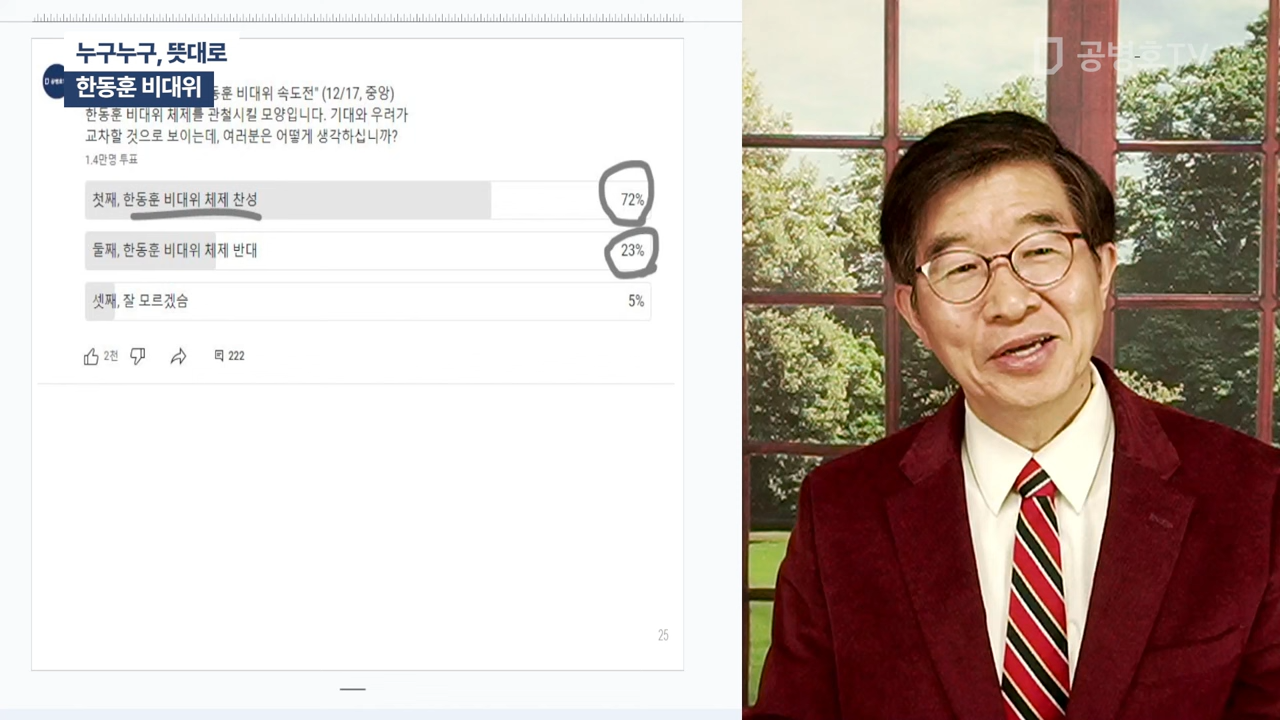 누구누구, 뜻대로
한동훈 비대위
공병호TV
동훈 비대위 속도전" (12/17, 중앙)
한동훈 비대위 체제를 관철시킬 모양입니다. 기대와 우려가
교차할 것으로 보이는데, 여러분은 어떻게 생각하십니까?
1.4만명 투표
첫째, 한동훈 비대위 체제 찬성 72%
둘째, 한동훈 비대위 체제 반대 23%
셋째, 잘 모르겠슴 5%
2천 222
25